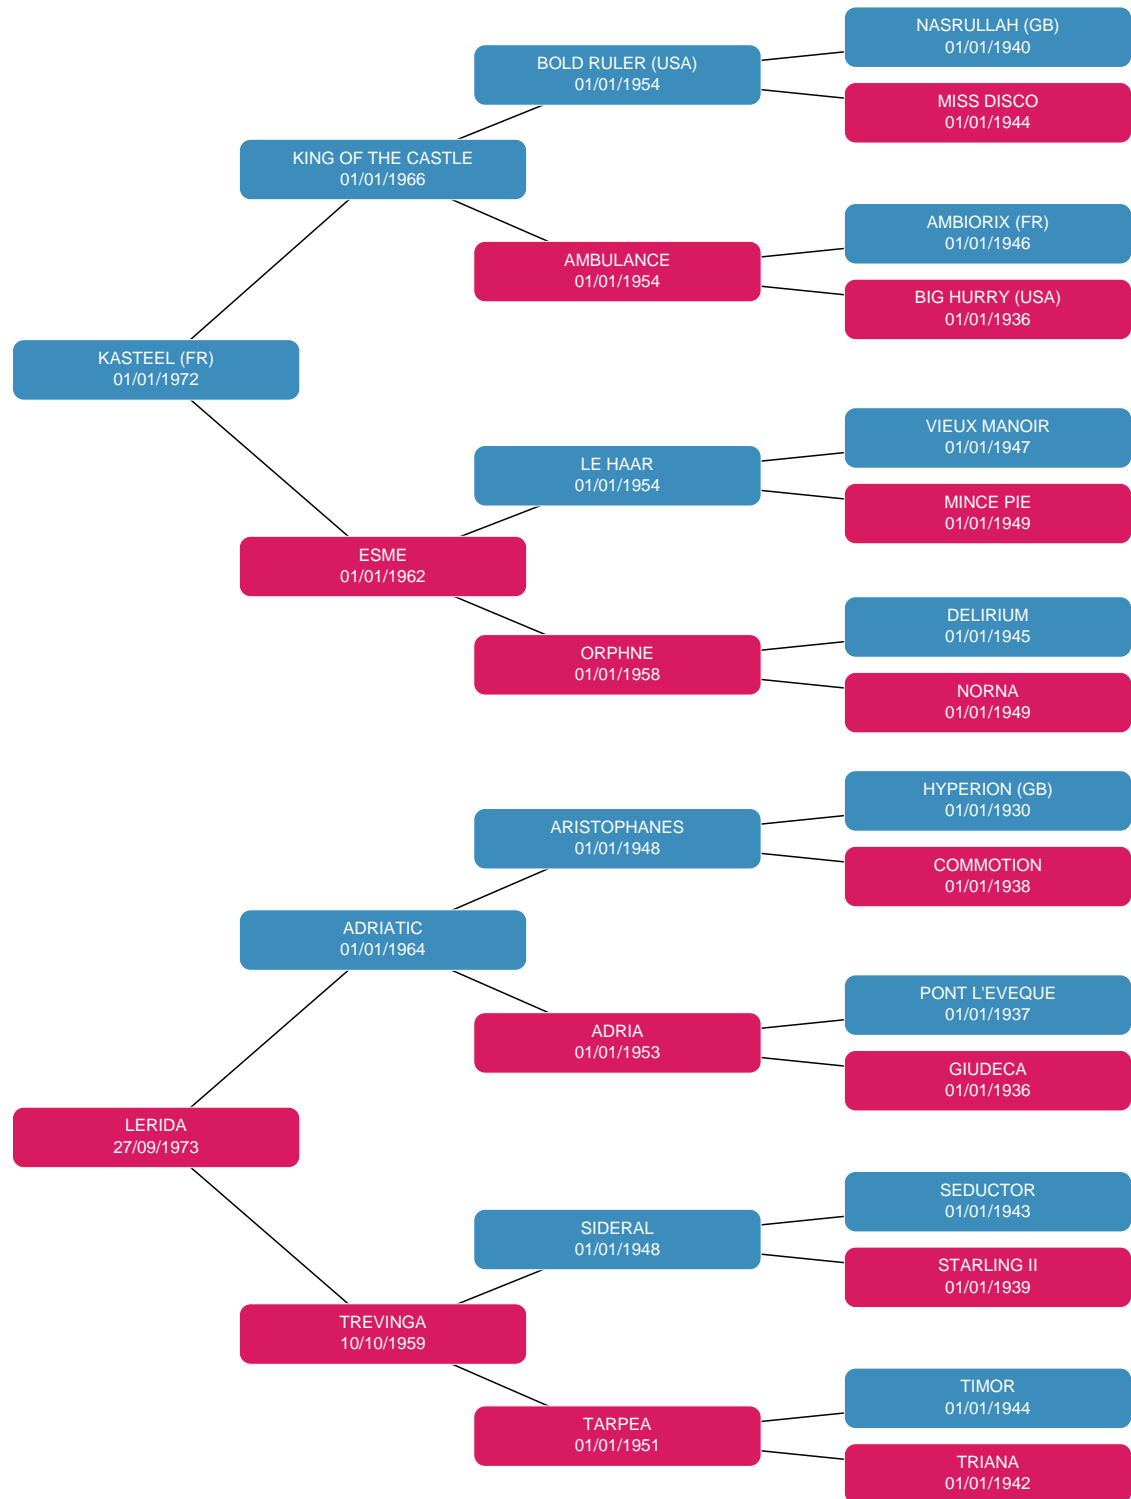 NASRULLAH (GB)
01/01/1940
BOLD RULER (USA)
01/01/1954
MISS DISCO
01/01/1944
KING OF THE CASTLE
01/01/1966
AMBIORIX (FR)
01/01/1946
AMBULANCE
01/01/1954
BIG HURRY (USA)
01/01/1936
KASTEEL (FR)
01/01/1972
VIEUX MANOIR
01/01/1947
LE HAAR
01/01/1954
MINCE PIE
01/01/1949
ESME
01/01/1962
DELIRIUM
01/01/1945
ORPHNE
01/01/1958
NORNA
01/01/1949
HYPERION (GB)
01/01/1930
ARISTOPHANES
01/01/1948
COMMOTION
01/01/1938
ADRIATIC
01/01/1964
PONT L'EVEQUE
01/01/1937
ADRIA
01/01/1953
GIUDECA
01/01/1936
LERIDA
27/09/1973
SEDUCTOR
01/01/1943
SIDERAL
01/01/1948
STARLING II
01/01/1939
TREVINGA
10/10/1959
TIMOR
01/01/1944
TARPEA
01/01/1951
TRIANA
01/01/1942